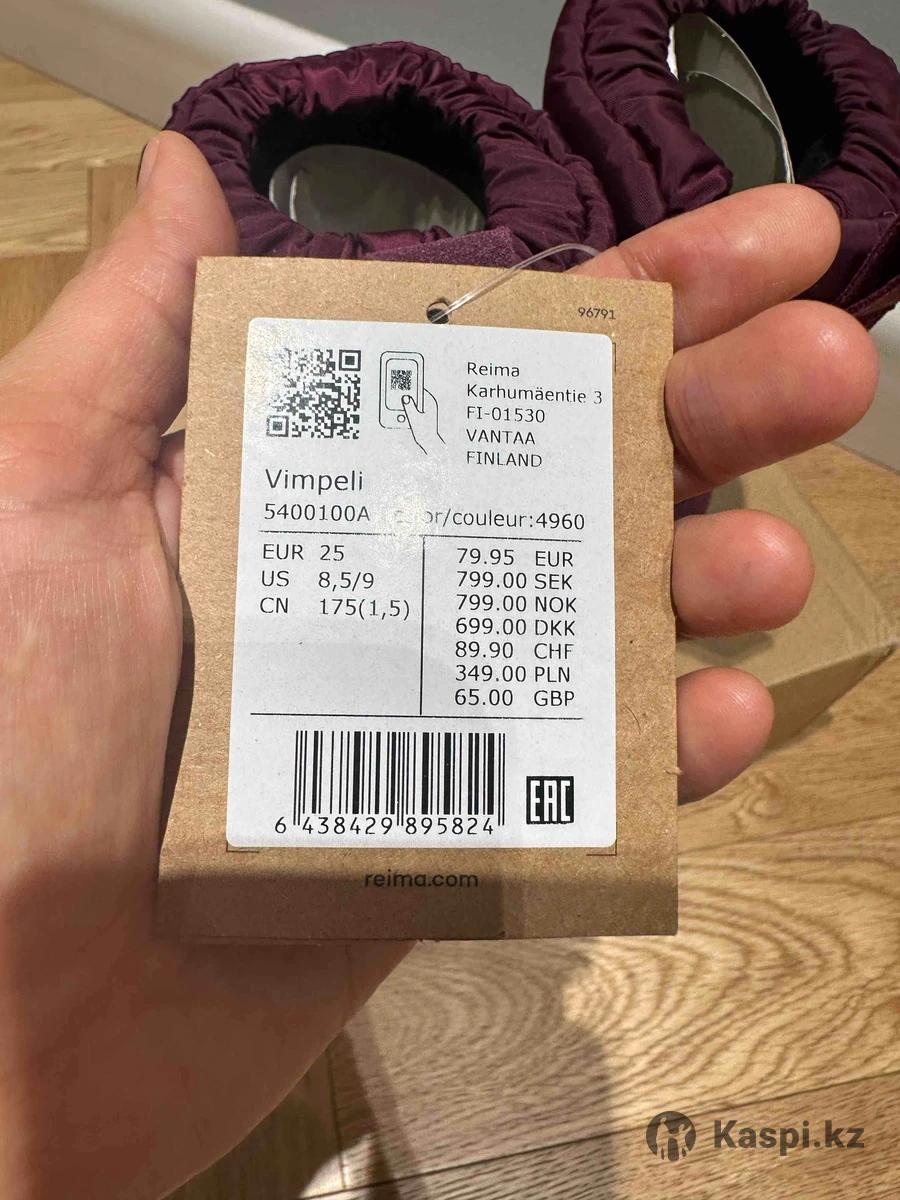 96791
Reima
Karhumäentie 3
FI-01530
VANTAA
FINLAND
Vimpeli
5400100A or/couleur:4960
EUR 25
US 8,5/9
CN 175(1,5)
79.95 EUR
799.00 SEK
799.00 NOK
699.00 DKK
89.90 CHF
349.00 PLN
65.00 GBP
6 438429 895824
EAC
reima.com
Kaspi.kz